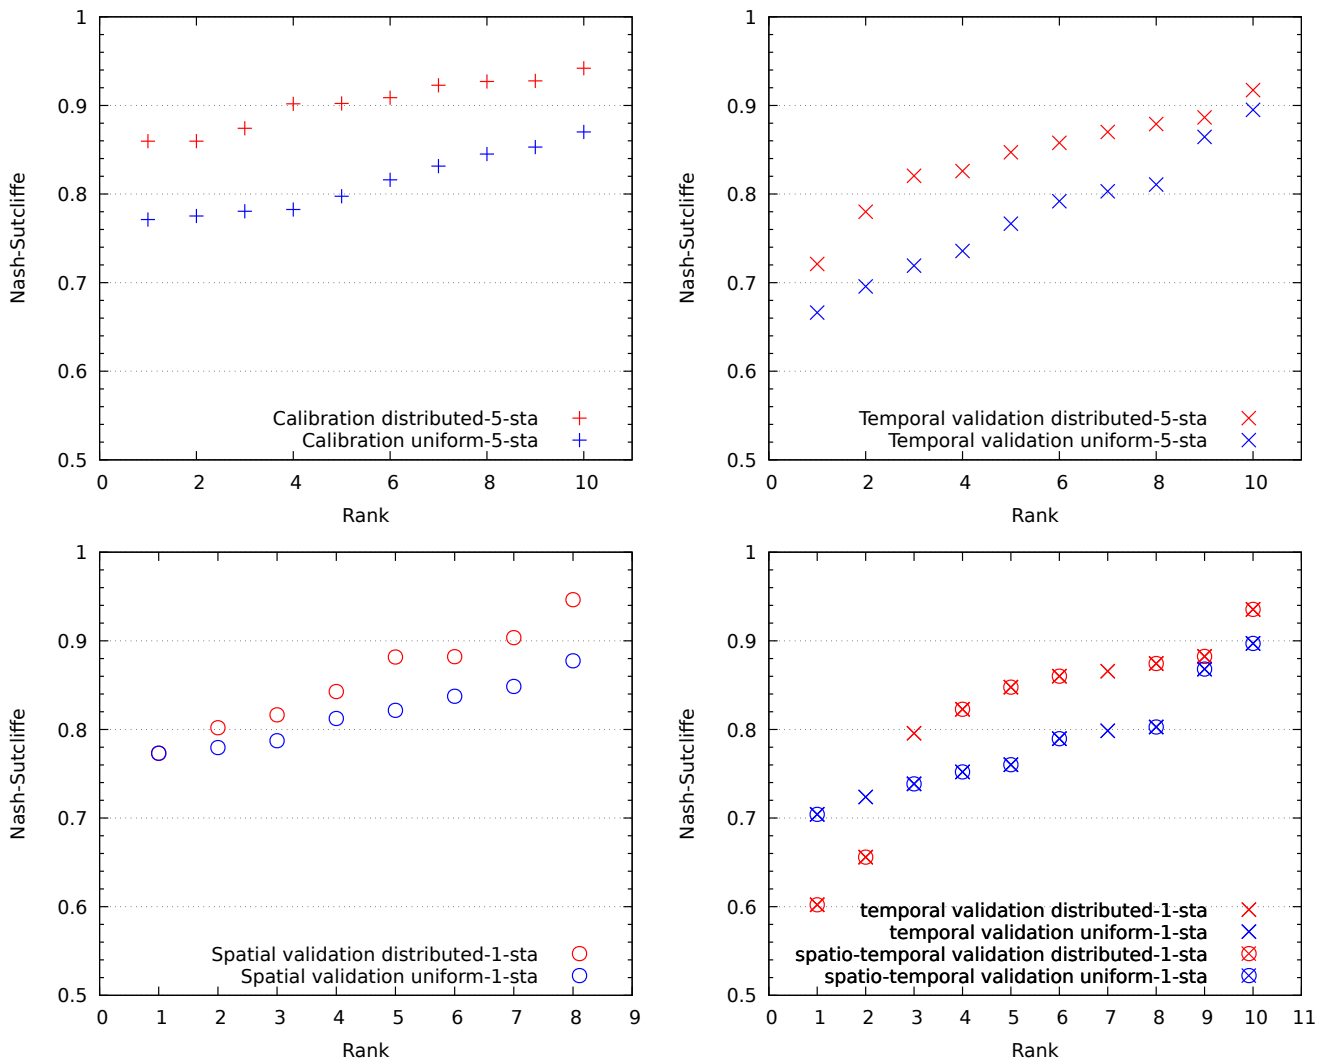 1
0.9
0.8
0.7
0.6
0.5
Nash-Sutcliffe
Calibration distributed-5-sta
Calibration uniform-5-sta
0 2 4 6 8 10
Rank
1
0.9
0.8
0.7
0.6
0.5
Nash-Sutcliffe
Temporal validation distributed-5-sta
Temporal validation uniform-5-sta
0 2 4 6 8 10
Rank
1
0.9
0.8
0.7
0.6
0.5
Nash-Sutcliffe
Spatial validation distributed-1-sta
Spatial validation uniform-1-sta
0 1 2 3 4 5 6 7 8 9
Rank
1
0.9
0.8
0.7
0.6
0.5
Nash-Sutcliffe
temporal validation distributed-1-sta
temporal validation uniform-1-sta
spatio-temporal validation distributed-1-sta
spatio-temporal validation uniform-1-sta
0 1 2 3 4 5 6 7 8 9 10 11
Rank